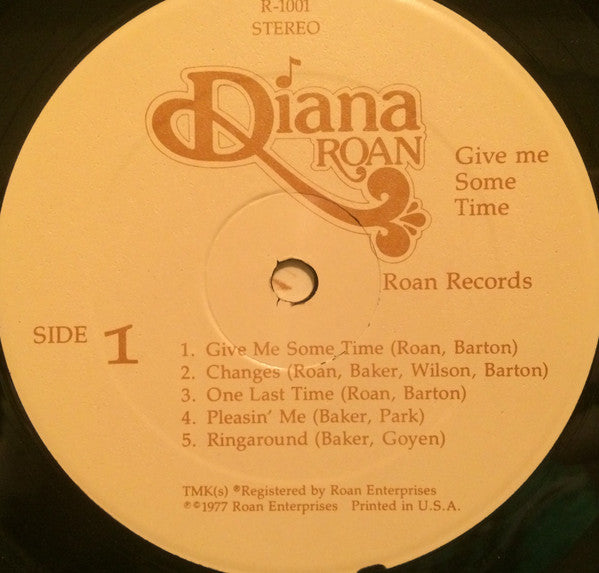 R-1001
STEREO
Diana
ROAN
Give me
Some
Time
Roan Records
SIDE 1
1. Give Me Some Time (Roan, Barton)
2. Changes (Roan, Baker, Wilson, Barton)
3. One Last Time (Roan, Barton)
4. Pleasin' Me (Baker, Park)
5. Ringaround (Baker, Goyen)
TMK(s) ®Registered by Roan Enterprises
℗©1977 Roan Enterprises Printed in U.S.A.